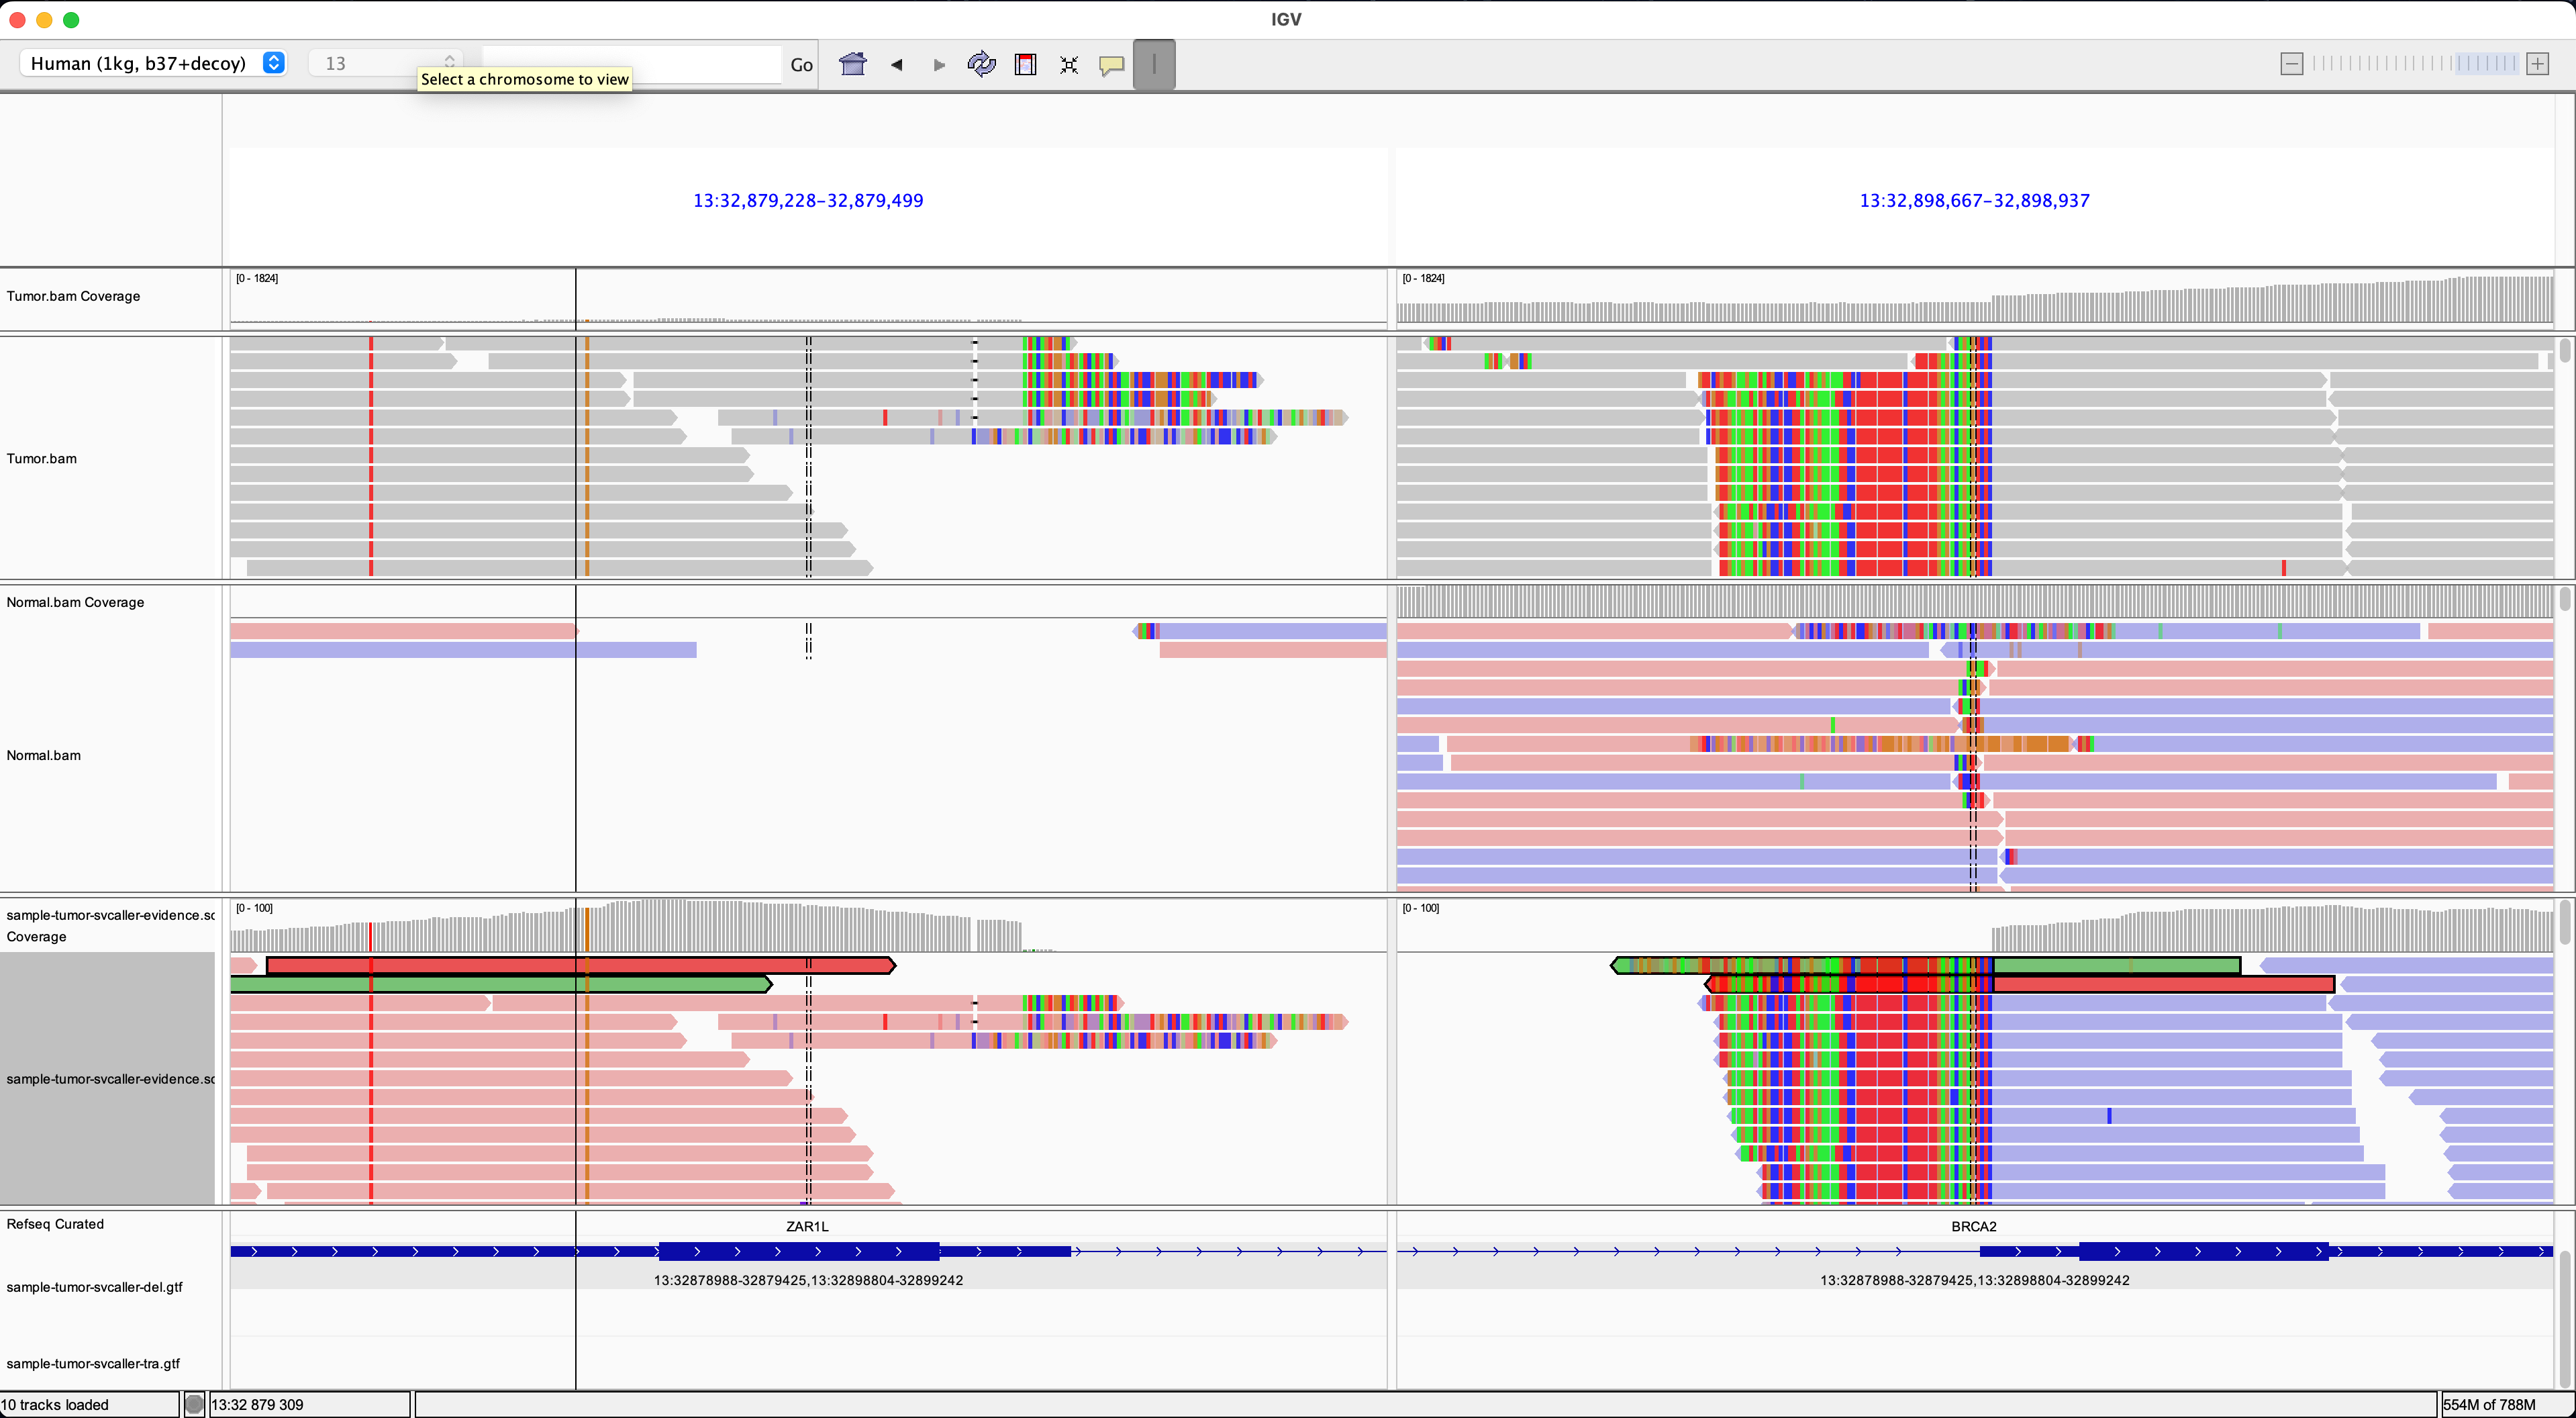 IGV
Human (1kg, b37+decoy)
13
Go
Select a chromosome to view
13:32,879,228-32,879,499
13:32,898,667-32,898,937
[0 - 1824]
[0 - 1824]
Tumor.bam Coverage
Tumor.bam
Normal.bam Coverage
Normal.bam
sample-tumor-svcaller-evidence.so
Coverage
[0 - 100]
[0 - 100]
sample-tumor-svcaller-evidence.so
Refseq Curated
ZAR1L
BRCA2
sample-tumor-svcaller-del.gtf
13:32878988-32879425,13:32898804-32899242
13:32878988-32879425,13:32898804-32899242
sample-tumor-svcaller-tra.gtf
10 tracks loaded
13:32 879 309
554M of 788M